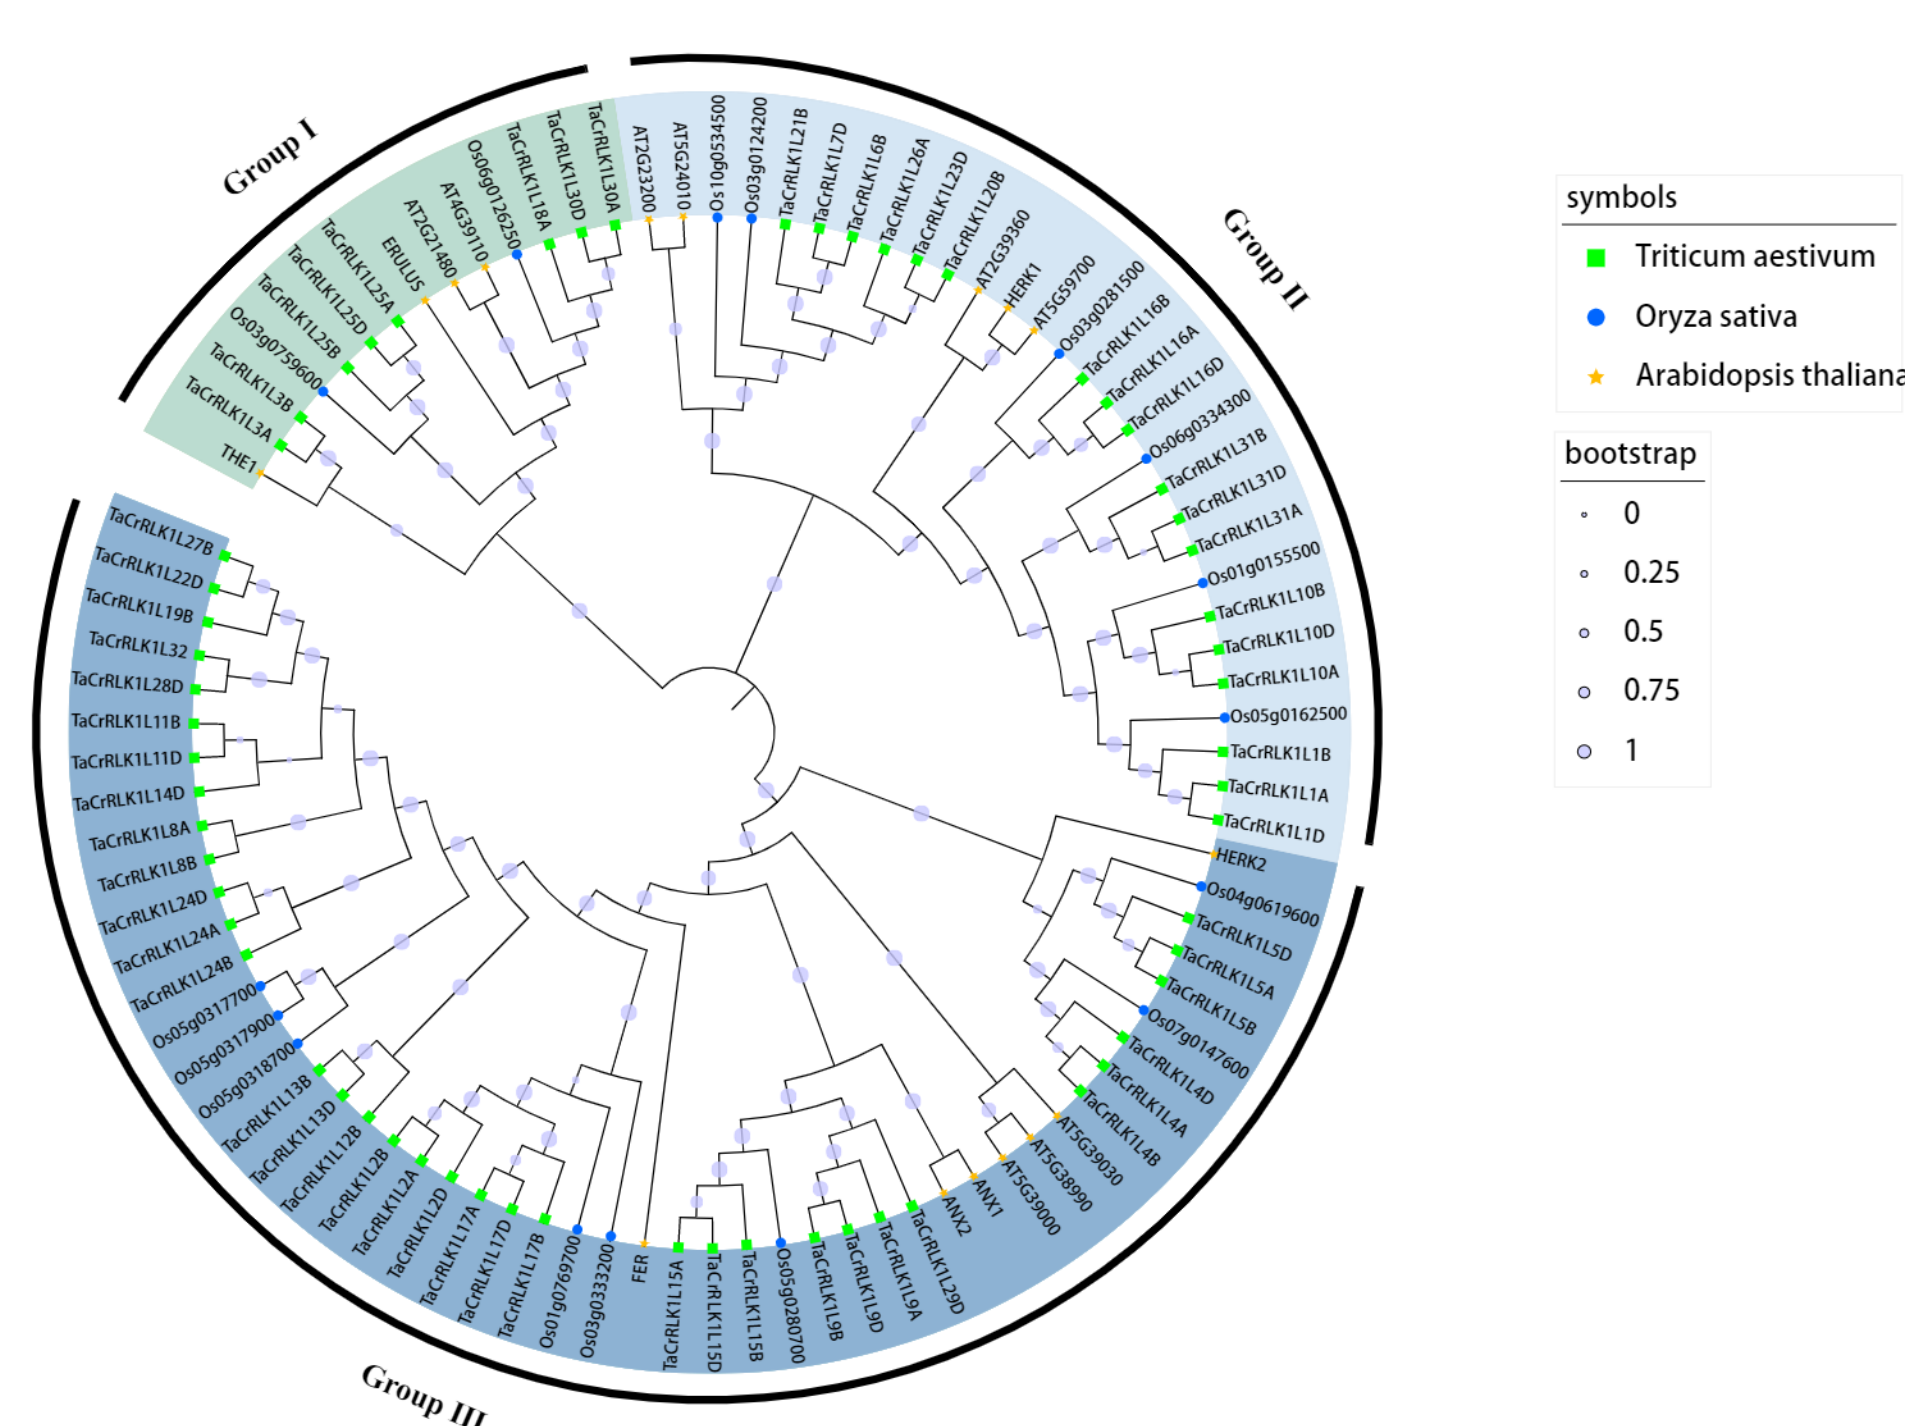 Group I
THE1
TaCrRLK1L3A
TaCrRLK1L3B
Os03g0759600
TaCrRLK1L25B
TaCrRLK1L25D
TaCrRLK1L25A
ERULUS
AT2G21480
AT4G39110
Os06g0126250
TaCrRLK1L18A
TaCrRLK1L30D
TaCrRLK1L30A
Group II
AT2G23200
AT5G24010
Os10g0534500
Os03g0124200
TaCrRLK1L21B
TaCrRLK1L7D
TaCrRLK1L6B
TaCrRLK1L26A
TaCrRLK1L23D
TaCrRLK1L20B
AT2G39360
HERK1
AT5G59700
Os03g0281500
TaCrRLK1L16B
TaCrRLK1L16A
TaCrRLK1L16D
Os06g0334300
TaCrRLK1L31B
TaCrRLK1L31D
TaCrRLK1L31A
Os01g0155500
TaCrRLK1L10B
TaCrRLK1L10D
TaCrRLK1L10A
Os05g0162500
TaCrRLK1L1B
TaCrRLK1L1A
TaCrRLK1L1D
HERK2
Os04g0619600
TaCrRLK1L5D
TaCrRLK1L5A
TaCrRLK1L5B
Os07g0147600
TaCrRLK1L4D
TaCrRLK1L4A
TaCrRLK1L4B
AT5G39030
AT5G38990
AT5G39000
ANX1
ANX2
TaCrRLK1L29D
TaCrRLK1L9A
TaCrRLK1L9D
TaCrRLK1L9B
Os05g0280700
TaCrRLK1L15B
TaCrRLK1L15D
TaCrRLK1L15A
FER
Os03g0333200
Os01g0769700
TaCrRLK1L17B
TaCrRLK1L17D
TaCrRLK1L17A
TaCrRLK1L2D
TaCrRLK1L2A
TaCrRLK1L2B
TaCrRLK1L12B
TaCrRLK1L13D
TaCrRLK1L13B
Os05g0318700
Os05g0317900
Os05g0317700
TaCrRLK1L24B
TaCrRLK1L24A
TaCrRLK1L24D
TaCrRLK1L8B
TaCrRLK1L8A
TaCrRLK1L14D
TaCrRLK1L11D
TaCrRLK1L11B
TaCrRLK1L28D
TaCrRLK1L32
TaCrRLK1L19B
TaCrRLK1L22D
TaCrRLK1L27B
Group III
symbols
Triticum aestivum
Oryza sativa
Arabidopsis thaliana
bootstrap
0
0.25
0.5
0.75
1